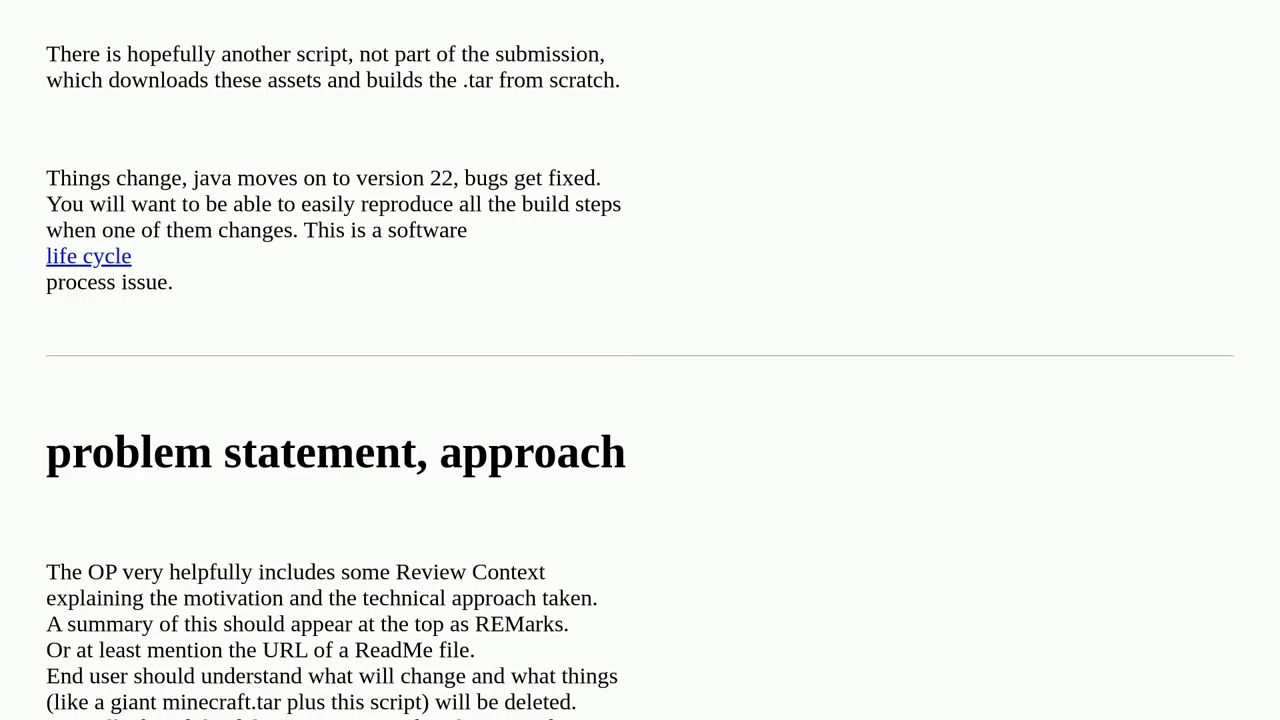 There is hopefully another script, not part of the submission,
which downloads these assets and builds the .tar from scratch.
Things change, java moves on to version 22, bugs get fixed.
You will want to be able to easily reproduce all the build steps
when one of them changes. This is a software
life cycle
process issue.
problem statement, approach
The OP very helpfully includes some Review Context
explaining the motivation and the technical approach taken.
A summary of this should appear at the top as REMarks.
Or at least mention the URL of a ReadMe file.
End user should understand what will change and what things
(like a giant minecraft.tar plus this script) will be deleted.